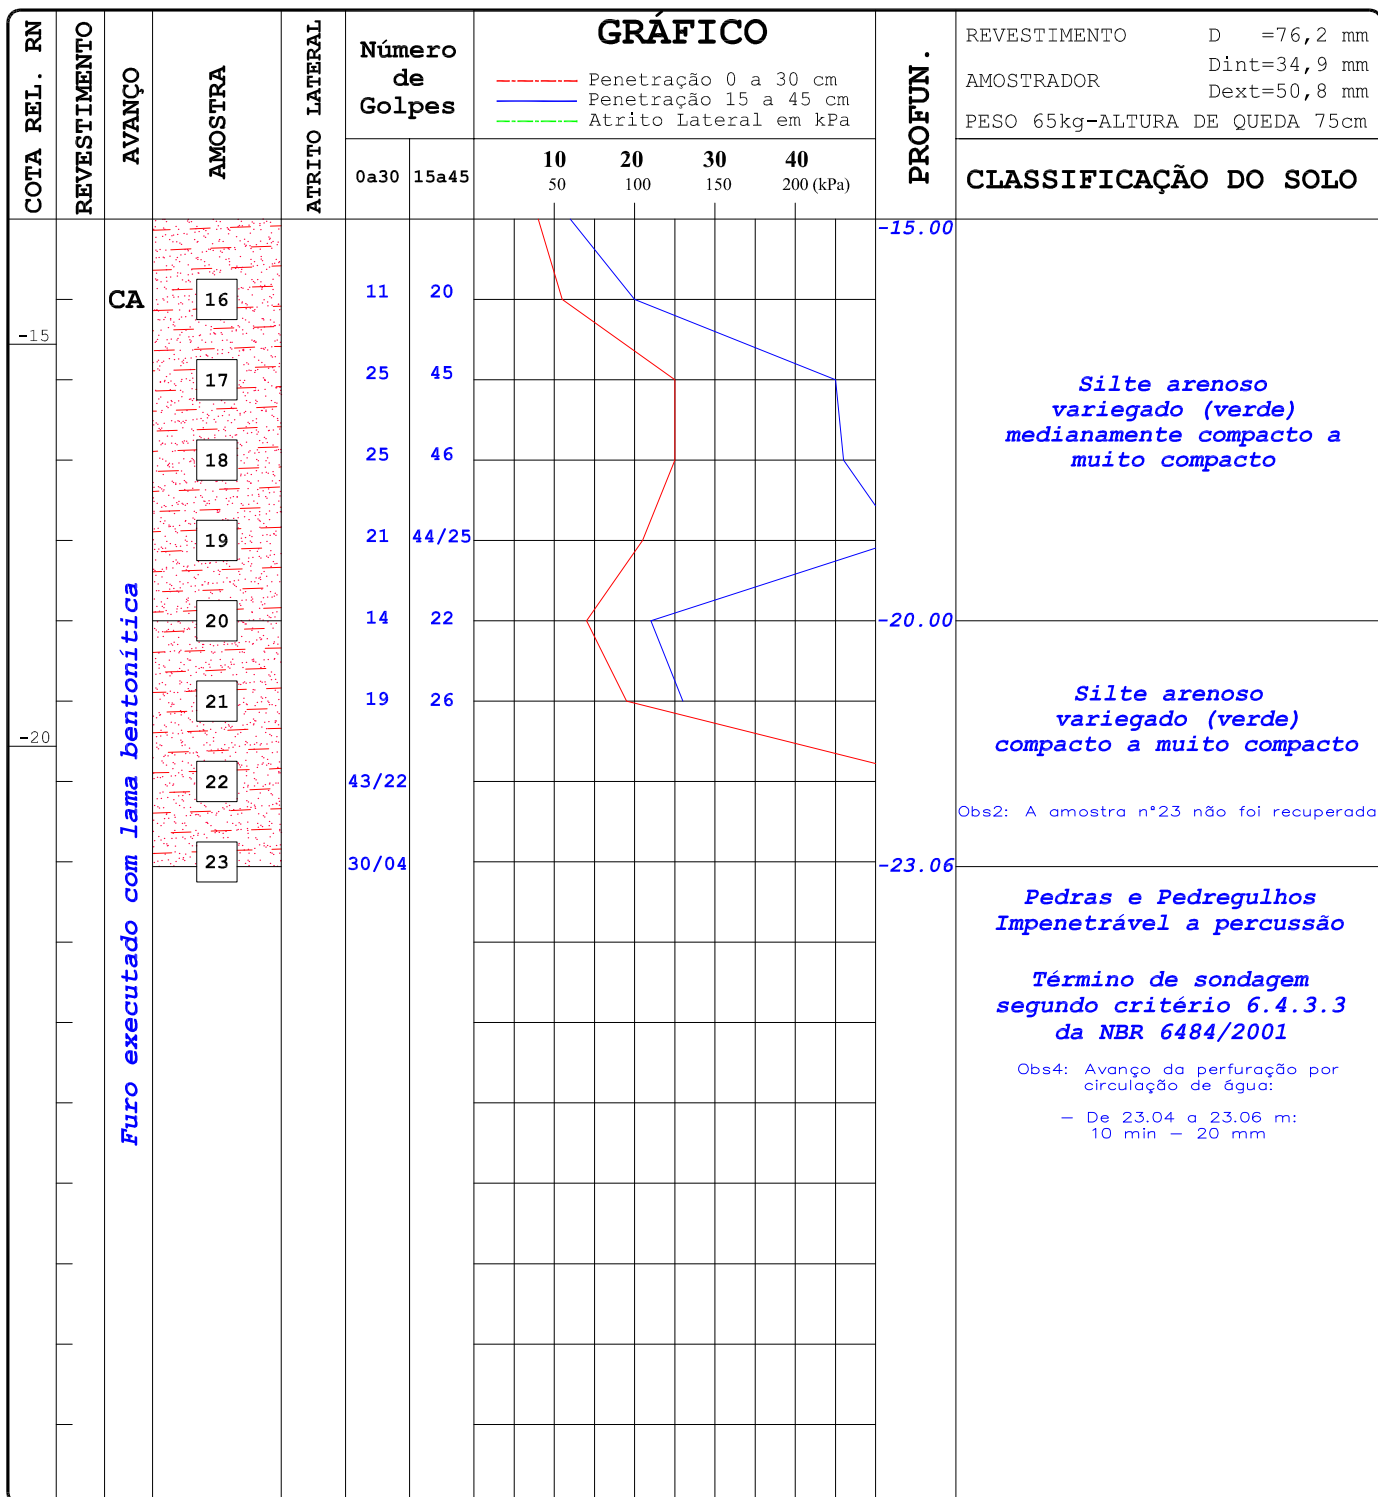 COTA REL. RN
REVESTIMENTO
AVANÇO
AMOSTRA
ATRITO LATERAL
Número
de
Golpes
0a30
15a45
GRÁFICO
Penetração 0 a 30 cm
Penetração 15 a 45 cm
Atrito Lateral em kPa
10 20 30 40
50 100 150 200 (kPa)
PROFUN.
REVESTIMENTO D =76,2 mm
AMOSTRADOR Dint=34,9 mm
Dext=50,8 mm
PESO 65kg-ALTURA DE QUEDA 75cm
CLASSIFICAÇÃO DO SOLO
-15.00
CA 16 11 20
-15
17 25 45
18 25 46
19 21 44/25
20 14 22
-20.00
21 19 26
-20
22 43/22
23 30/04
-23.06
Furo executado com lama bentonítica
Silte arenoso
variegado (verde)
medianamente compacto a
muito compacto
Silte arenoso
variegado (verde)
compacto a muito compacto
Obs2: A amostra n°23 não foi recuperada
Pedras e Pedregulhos
Impenetrável a percussão
Término de sondagem
segundo critério 6.4.3.3
da NBR 6484/2001
Obs4: Avanço da perfuração por
circulação de água:
– De 23.04 a 23.06 m:
10 min – 20 mm